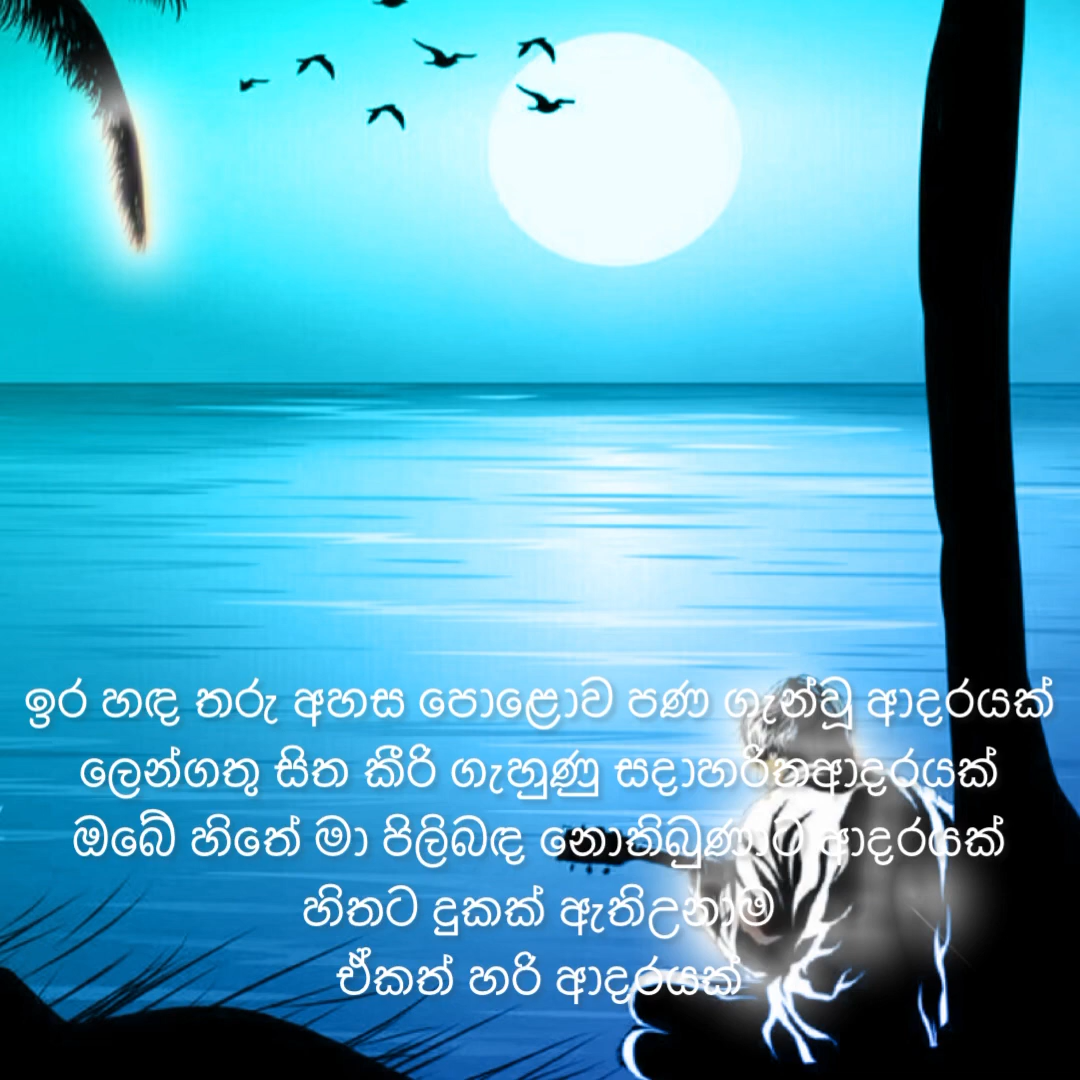 ඉර හඳ තරු අහස පොළොව පණ ගැන්වූ ආදරයක්
ලෙන්ගතු සිත කීරි ගැහුණු සදාහරිතආදරයක්
ඔබේ හිතේ මා පිලිබඳ නොතිබුණාට ආදරයක්
හිතට දුකක් ඇතිඋනාම
ඒකත් හරි ආදරයක්